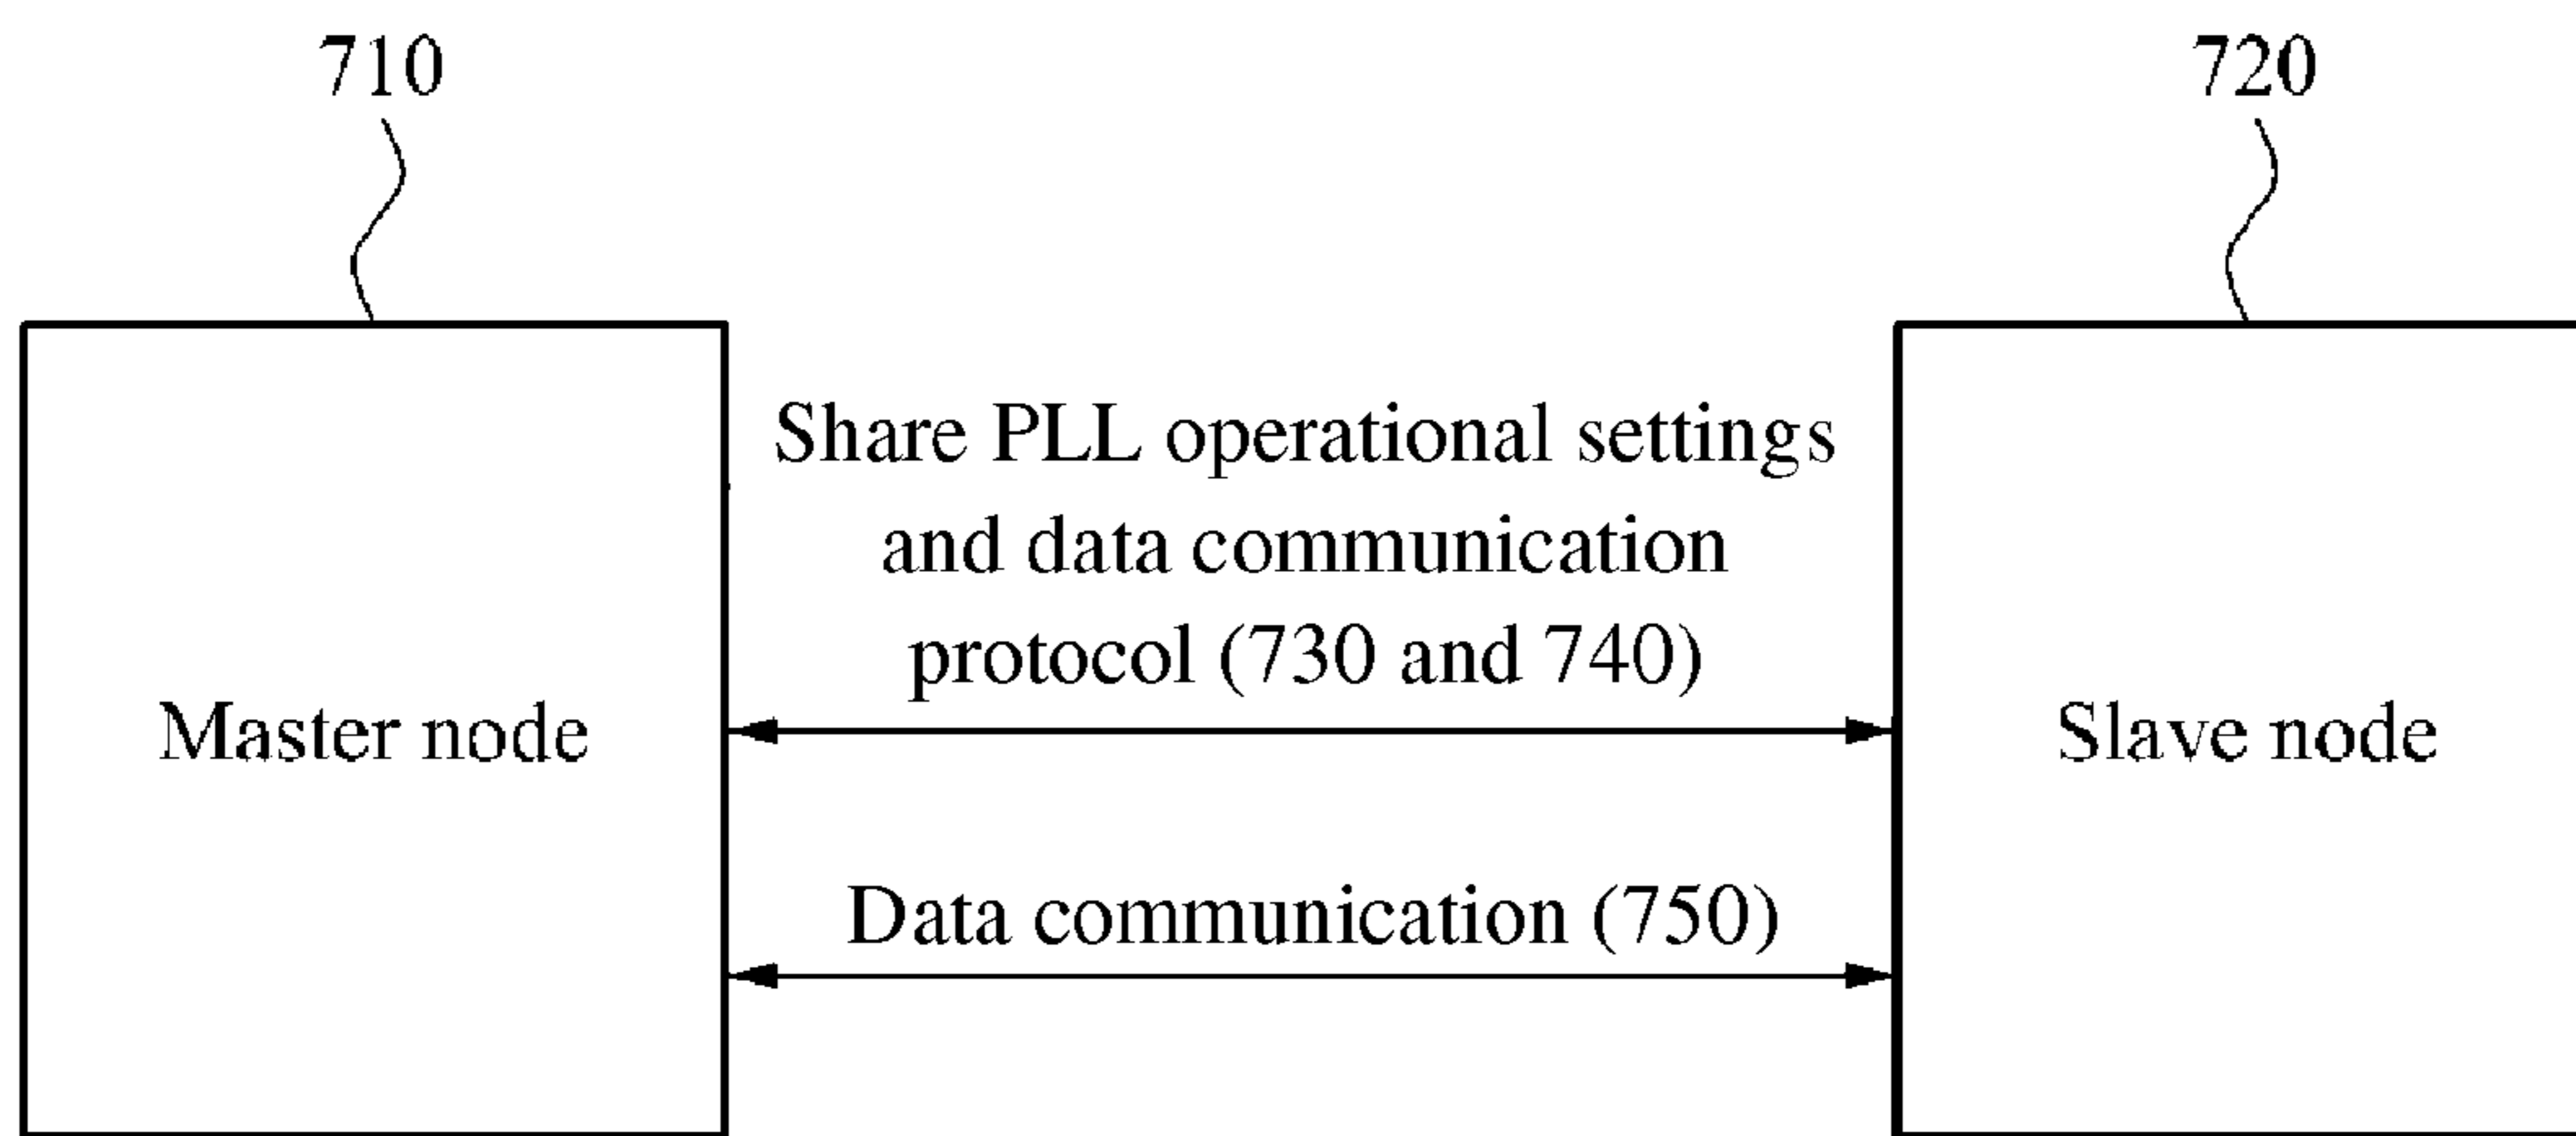 710
720
Share PLL operational settings
and data communication
protocol (730 and 740)
Master node
Slave node
Data communication (750)